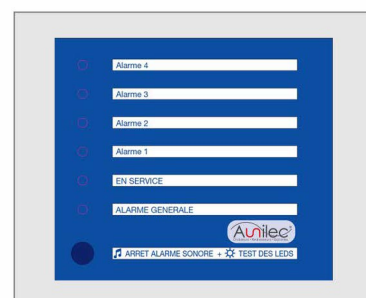 Alarme 4
Alarme 3
Alarme 2
Alarme 1
EN SERVICE
ALARME GENERALE
Aunilec
ARRET ALARME SONORE + TEST DES LEDS